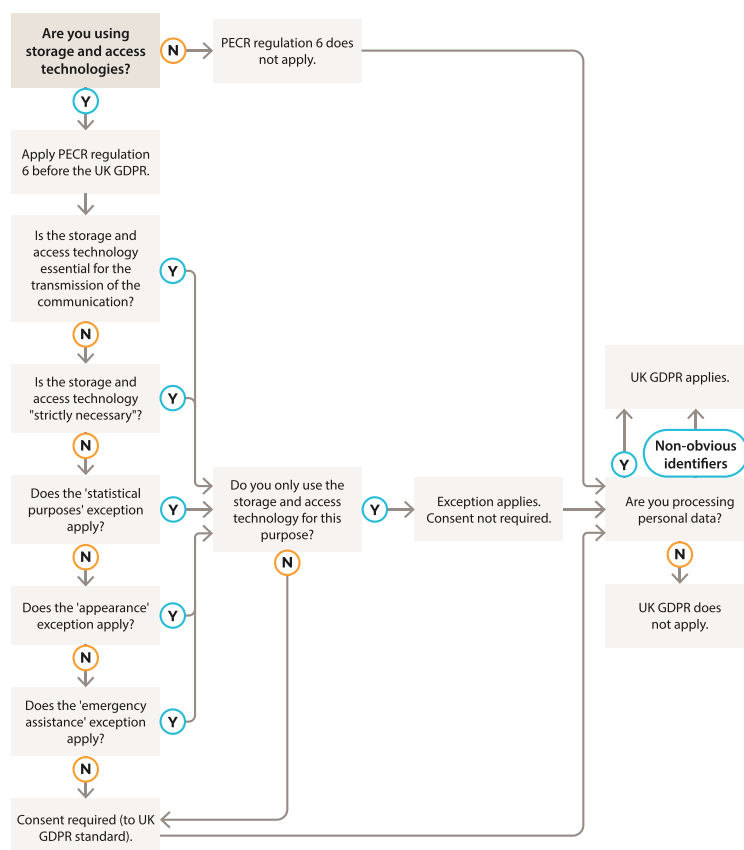 Are you using
storage and access
technologies?
N
PECR regulation 6 does
not apply.
Y
Apply PECR regulation
6 before the UK GDPR.
Is the storage and
access technology
essential for the
transmission of the
communication?
Y
N
Is the storage and
access technology
"strictly necessary"?
Y
N
Does the 'statistical
purposes' exception
apply?
Y
N
Does the 'appearance'
exception apply?
Y
N
Does the 'emergency
assistance' exception
apply?
Y
N
Consent required (to UK
GDPR standard).
Do you only use the
storage and access
technology for this
purpose?
Y
N
Exception applies.
Consent not required.
UK GDPR applies.
Y
Non-obvious
identifiers
Are you processing
personal data?
N
UK GDPR does
not apply.